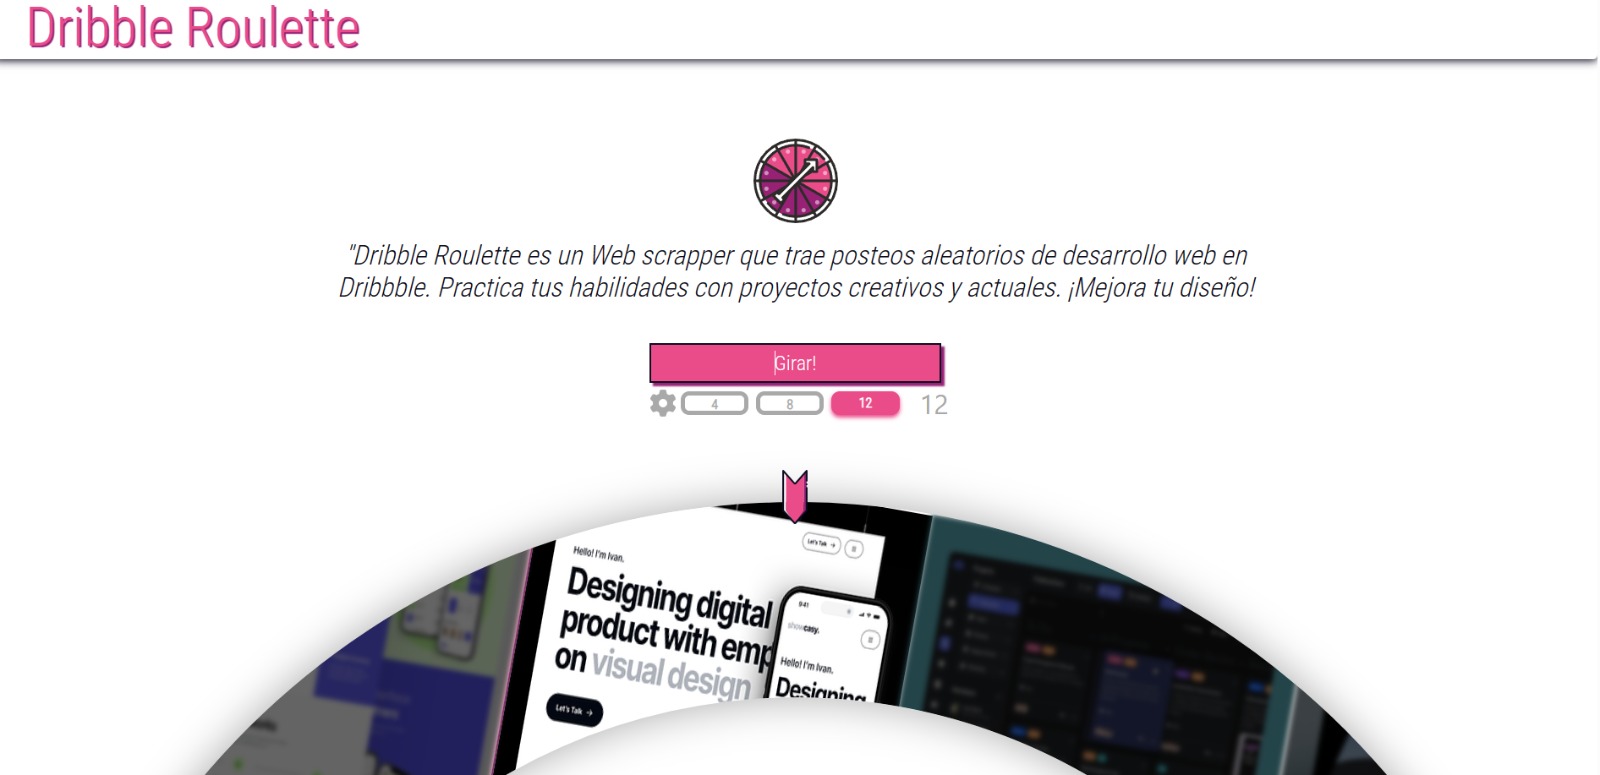 Dribble Roulette
"Dribble Roulette es un Web scrapper que trae posteos aleatorios de desarrollo web en
Dribbble. Practica tus habilidades con proyectos creativos y actuales. ¡Mejora tu diseño!
Girar!
4
8
12
12
Let's Talk →
Hello! I'm Ivan.
Designing digital
product with emp
on visual design
Let's Talk →
9:41
showcasy.
Hello! I'm Ivan.
Designing